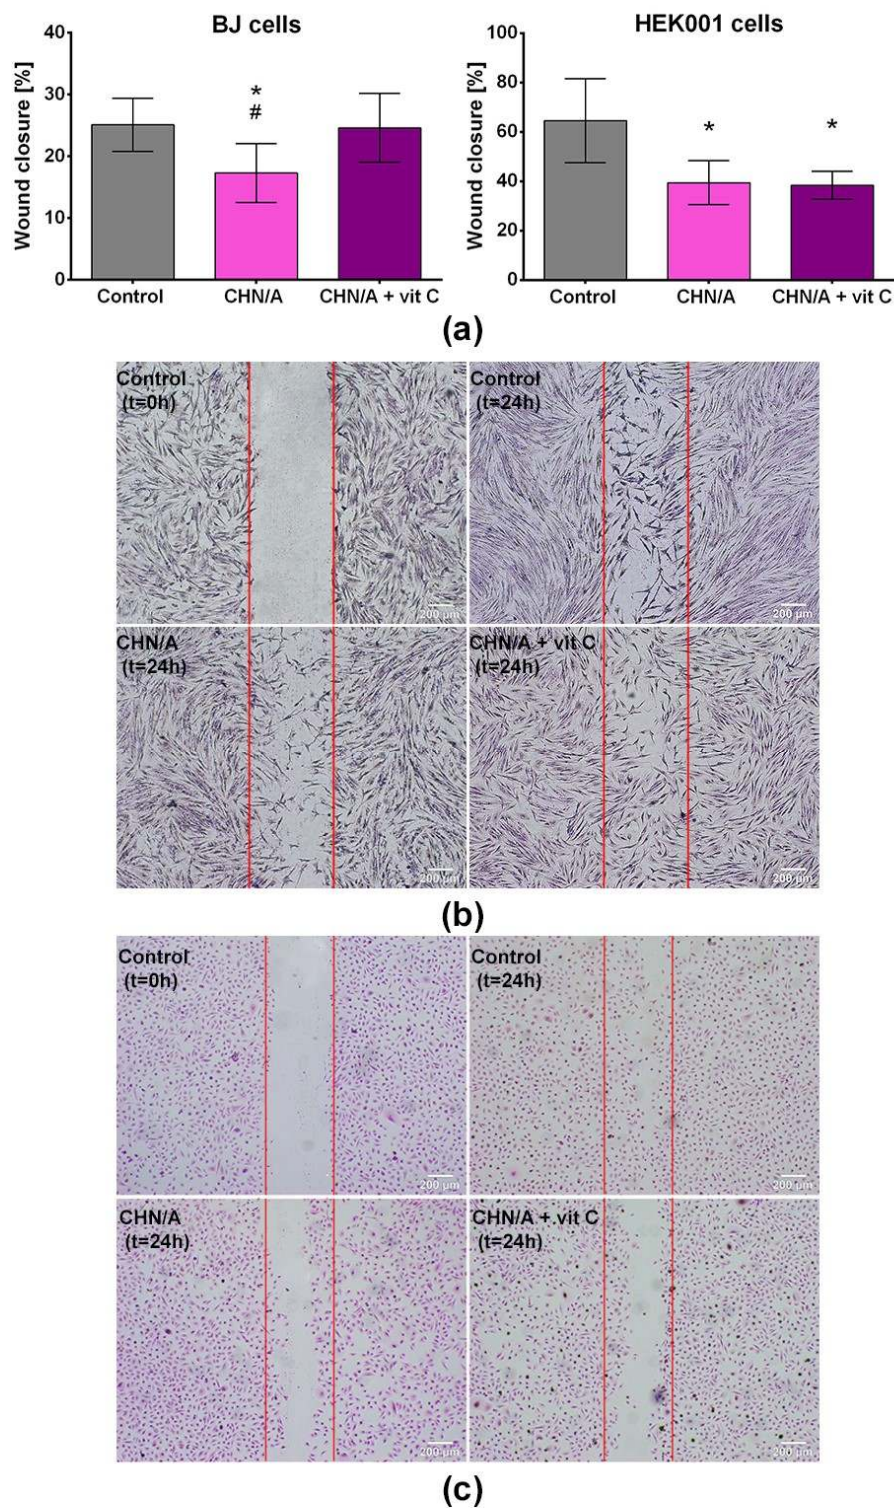 BJ cells
Wound closure [%]
40
30
20
10
0
*
#
Control
CHN/A
CHN/A + vit C
HEK001 cells
Wound closure [%]
100
80
60
40
20
0
*
*
Control
CHN/A
CHN/A + vit C
(a)
Control
(t=0h)
200 µm
Control
(t=24h)
200 µm
CHN/A
(t=24h)
200 µm
CHN/A + vit C
(t=24h)
200 µm
(b)
Control
(t=0h)
200 µm
Control
(t=24h)
200 µm
CHN/A
(t=24h)
200 µm
CHN/A + vit C
(t=24h)
200 µm
(c)